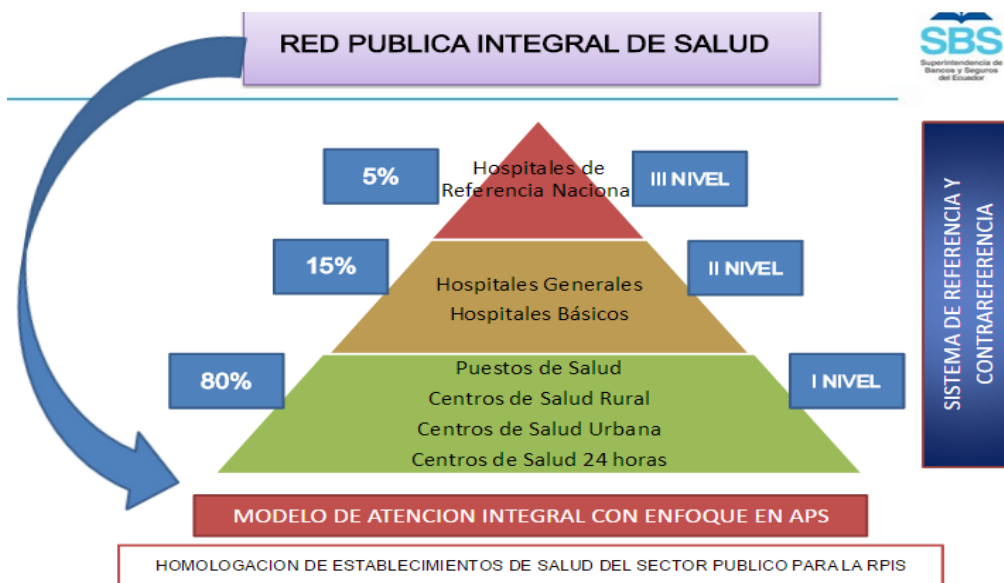 RED PUBLICA INTEGRAL DE SALUD
SBS
Superintendencia de
Bancos y Seguros
del Ecuador
5%
Hospitales de
Referencia Naciona
III NIVEL
15%
Hospitales Generales
Hospitales Básicos
II NIVEL
80%
Puestos de Salud
Centros de Salud Rural
Centros de Salud Urbana
Centros de Salud 24 horas
I NIVEL
SISTEMA DE REFERENCIA Y
CONTRAREFERENCIA
MODELO DE ATENCION INTEGRAL CON ENFOQUE EN APS
HOMOLOGACION DE ESTABLECIMIENTOS DE SALUD DEL SECTOR PUBLICO PARA LA RPIS